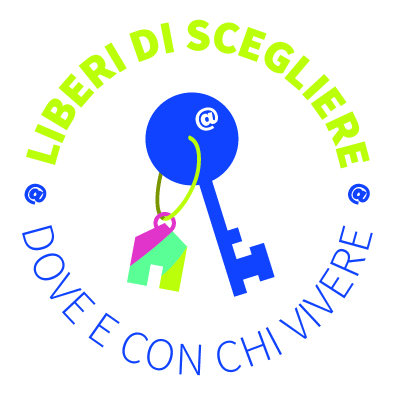 LIBERI DI SCEGLIERE
@
@ @
DOVE E CON CHI VIVERE